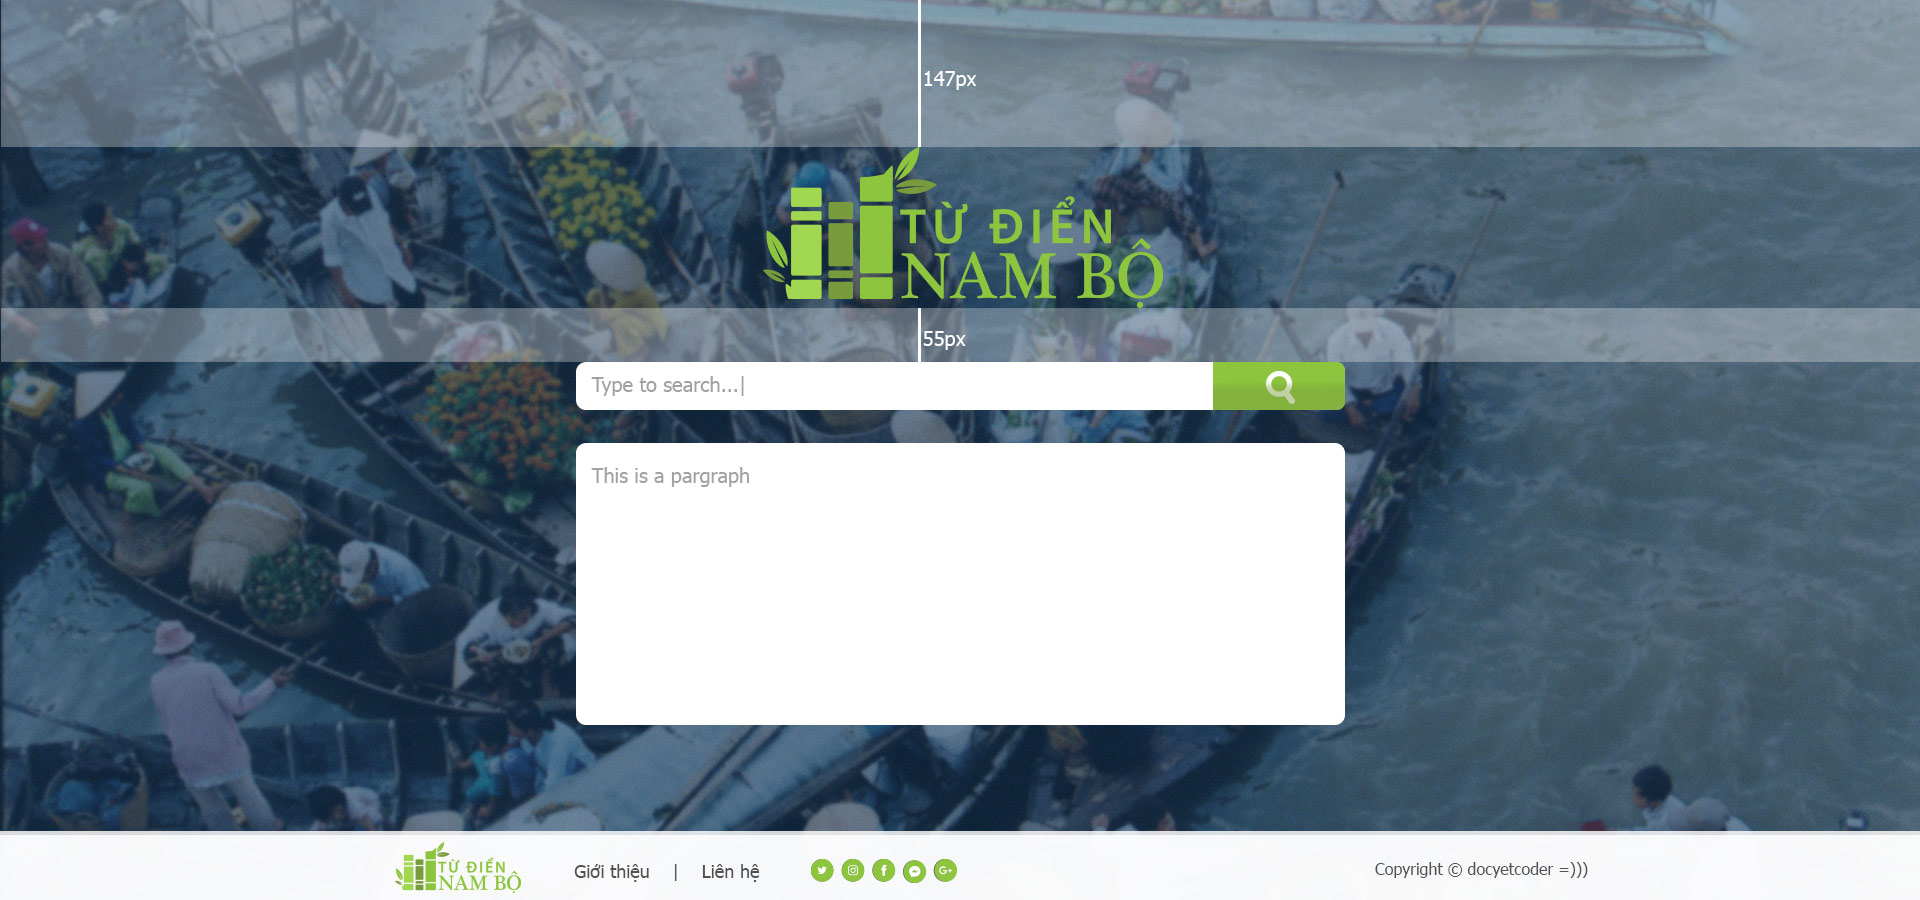 147px
TỪ ĐIỂN
NAM BỘ
55px
Type to search...|
This is a pargraph
TỪ ĐIỂN
NAM BỘ
Giới thiệu | Liên hệ
Copyright © docyetcoder =)))